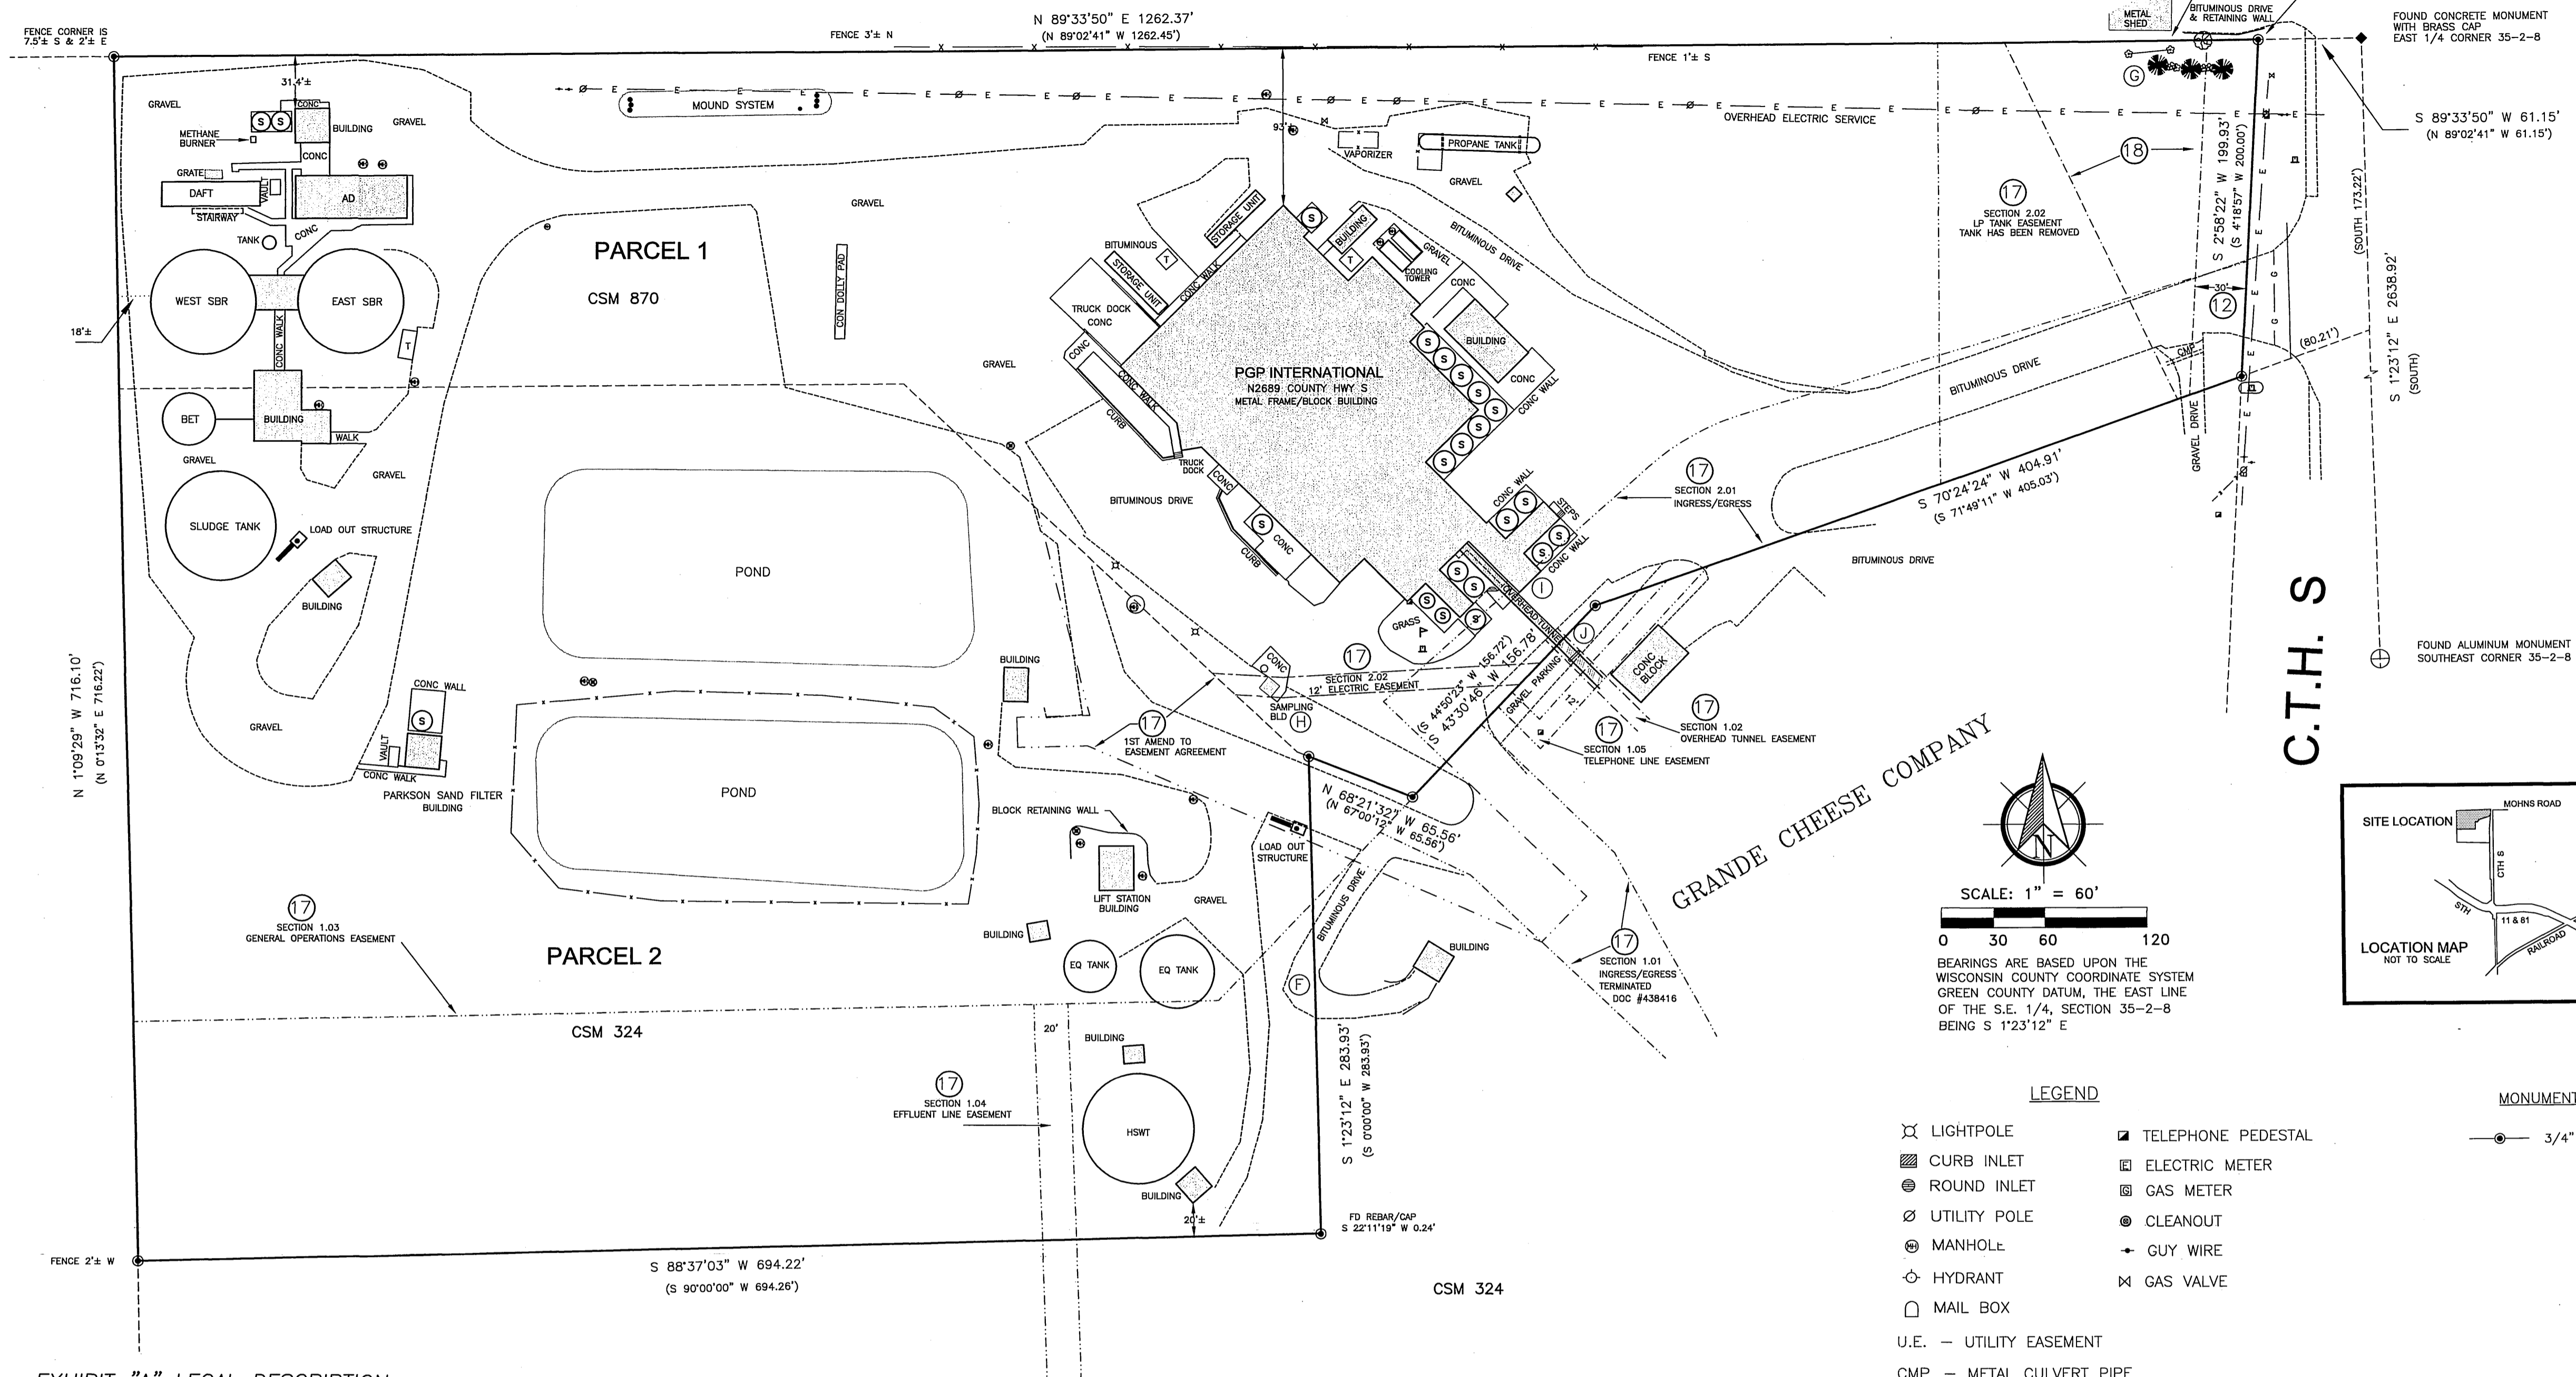 FENCE CORNER IS
7.5'± S & 2'± E
FENCE 3'± N
N 89°33'50" E 1262.37'
(N 89°02'41" W 1262.45')
FENCE 1'± S
METAL
SHED
BITUMINOUS DRIVE
& RETAINING WALL
FOUND CONCRETE MONUMENT
WITH BRASS CAP
EAST 1/4 CORNER 35-2-8
S 89°33'50" W 61.15'
(N 89°02'41" W 61.15')
G
31.4'±
GRAVEL
CONC
S
S
BUILDING
GRAVEL
METHANE
BURNER
CONC
GRATE
DAFT
VAULT
AD
STAIRWAY
TANK
CONC
WEST SBR
EAST SBR
18'±
CONC WALK
T
BET
BUILDING
WALK
GRAVEL
GRAVEL
SLUDGE TANK
LOAD OUT STRUCTURE
BUILDING
GRAVEL
CONC WALL
S
VAULT
CONC WALK
PARKSON SAND FILTER
BUILDING
N 1°09'29" W 716.10'
(N 0°13'32" E 716.22')
MOUND SYSTEM
E E E E E E E E E E E E E E E E
OVERHEAD ELECTRIC SERVICE
PARCEL 1
CSM 870
GRAVEL
CON DOLLY PAD
GRAVEL
93'±
VAPORIZER
PROPANE TANK
GRAVEL
BITUMINOUS
T
STORAGE UNIT
STORAGE UNIT
CONC WALK
TRUCK DOCK
CONC
CONC
CONC WALK
CURB
TRUCK
DOCK
CONC
S
CONC
CURB
BITUMINOUS DRIVE
S
BUILDING
T
COOLING
TOWER
GRAVEL
BITUMINOUS DRIVE
CONC
BUILDING
CONC
CONC WALL
PGP INTERNATIONAL
N2689 COUNTY HWY S
METAL FRAME/BLOCK BUILDING
S S S S S S S S
CONC WALL
STEPS
S S
S S
CONC WALL
I
OVERHEAD TUNNEL
S S
S S S
GRASS
17
SECTION 2.02
LP TANK EASEMENT
TANK HAS BEEN REMOVED
18
S 2°58'22" W 199.93'
(S 4°18'57" W 200.00')
30'
12
(SOUTH 173.22')
S 1°23'12" E 2638.92'
(SOUTH)
(80.21')
CMP
GRAVEL DRIVE
BITUMINOUS DRIVE
S 70°24'24" W 404.91'
(S 71°49'11" W 405.03')
17
SECTION 2.01
INGRESS/EGRESS
BITUMINOUS DRIVE
J
CONC
BLOCK
GRAVEL PARKING
12'
(S 44°50'23" W 156.72')
S 43°30'46" W 156.78'
17
SECTION 2.02
12' ELECTRIC EASEMENT
CONC
SAMPLING
BLD
H
17
SECTION 1.02
OVERHEAD TUNNEL EASEMENT
17
SECTION 1.05
TELEPHONE LINE EASEMENT
17
1ST AMEND TO
EASEMENT AGREEMENT
N 68°21'32" W 65.56'
(N 67°00'12" W 65.56')
POND
POND
BUILDING
BLOCK RETAINING WALL
LIFT STATION
BUILDING
GRAVEL
LOAD OUT
STRUCTURE
BITUMINOUS DRIVE
BUILDING
EQ TANK
EQ TANK
BUILDING
F
17
SECTION 1.01
INGRESS/EGRESS
TERMINATED
DOC #438416
GRANDE CHEESE COMPANY
C.T.H. S
FOUND ALUMINUM MONUMENT
SOUTHEAST CORNER 35-2-8
17
SECTION 1.03
GENERAL OPERATIONS EASEMENT
PARCEL 2
CSM 324
17
SECTION 1.04
EFFLUENT LINE EASEMENT
20'
BUILDING
HSWT
BUILDING
20'±
S 1°23'12" E 283.93'
(S 0°00'00" W 283.93')
FD REBAR/CAP
S 22°11'19" W 0.24'
FENCE 2'± W
S 88°37'03" W 694.22'
(S 90°00'00" W 694.26')
CSM 324
N
SCALE: 1" = 60'
0 30 60 120
BEARINGS ARE BASED UPON THE
WISCONSIN COUNTY COORDINATE SYSTEM
GREEN COUNTY DATUM, THE EAST LINE
OF THE S.E. 1/4, SECTION 35-2-8
BEING S 1°23'12" E
SITE LOCATION
MOHNS ROAD
CTH S
STH
11 & 81
RAILROAD
LOCATION MAP
NOT TO SCALE
LEGEND
LIGHTPOLE
CURB INLET
ROUND INLET
UTILITY POLE
MANHOLE
HYDRANT
MAIL BOX
U.E. - UTILITY EASEMENT
CMP - METAL CULVERT PIPE
TELEPHONE PEDESTAL
ELECTRIC METER
GAS METER
CLEANOUT
GUY WIRE
GAS VALVE
MONUMENT
3/4"
EXHIBIT "A" LEGAL DESCRIPTION